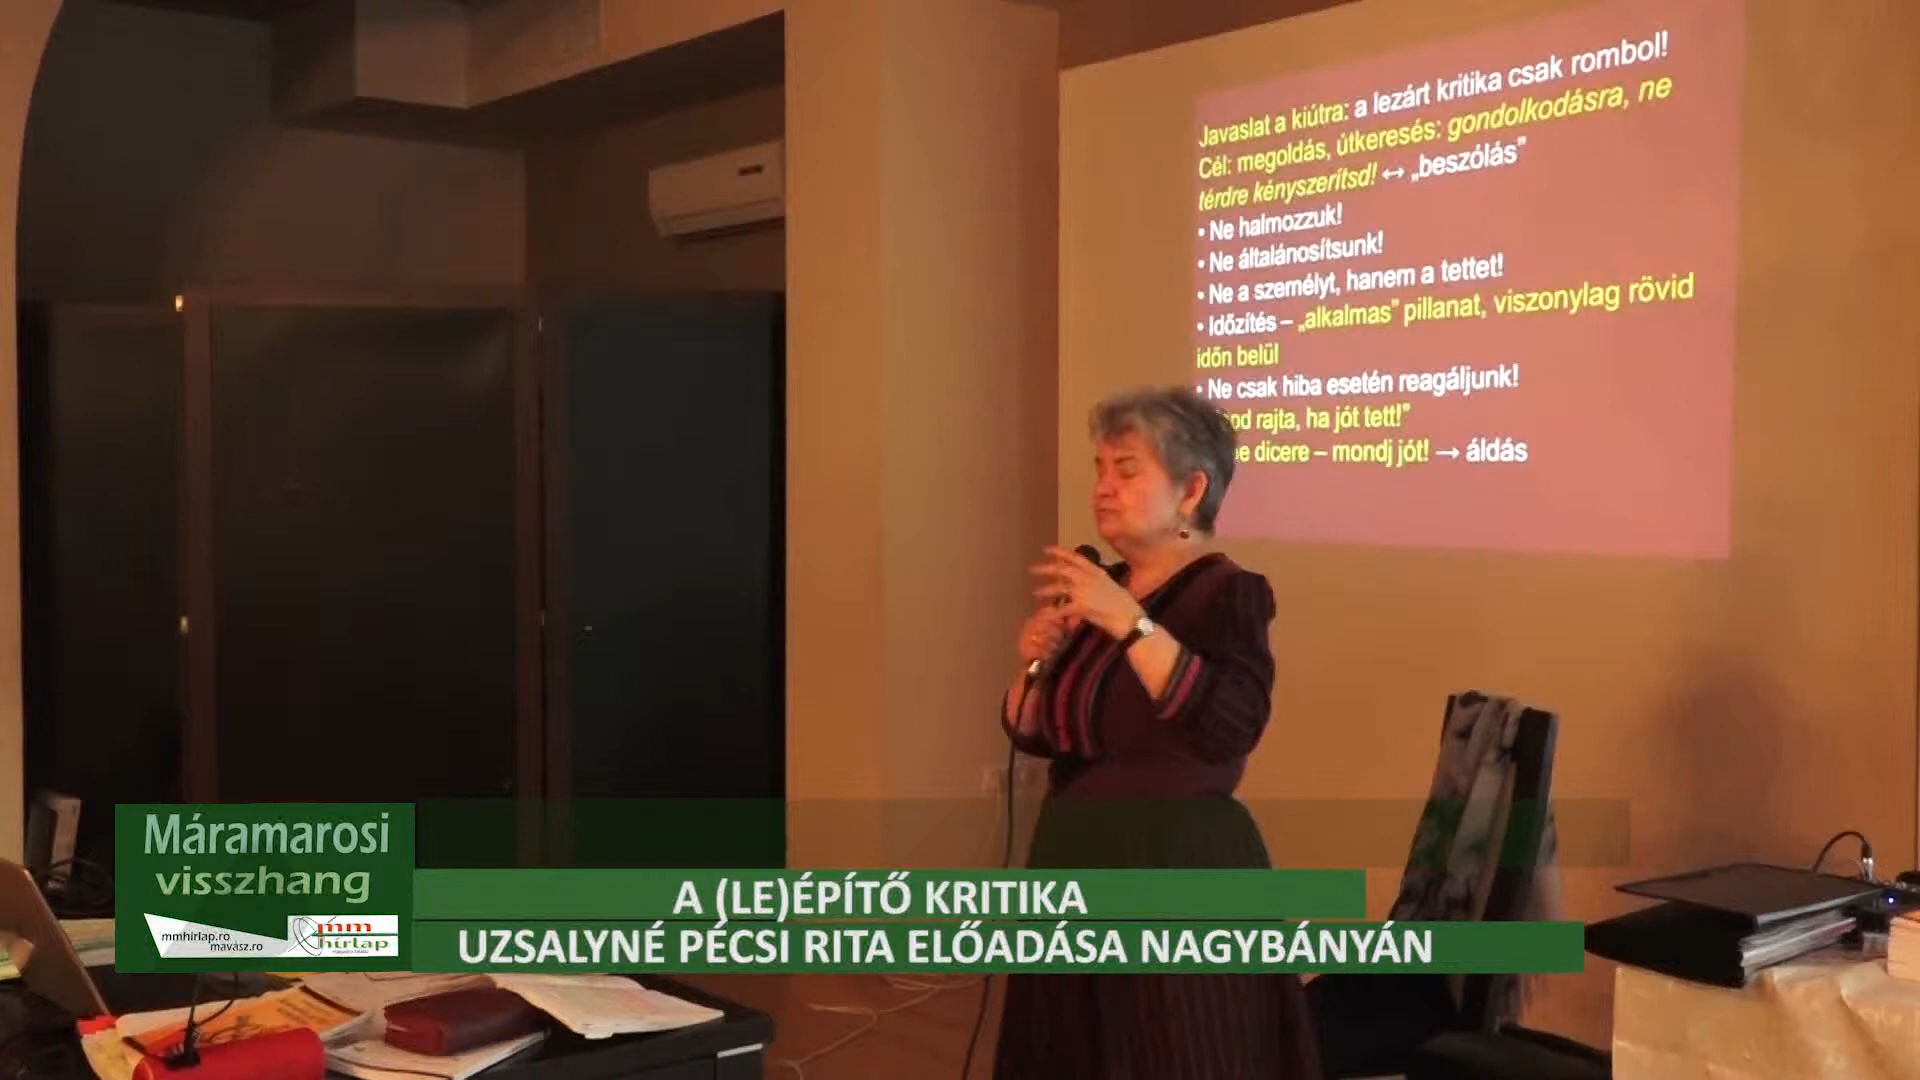 Javaslat a kiútra: a lezárt kritika csak rombol!
Cél: megoldás, útkeresés: gondolkodásra, ne
térdre kényszerítsd! ↔ „beszólás”
• Ne halmozzuk!
• Ne általánosítsunk!
• Ne a személyt, hanem a tettet!
• Időzítés – „alkalmas” pillanat, viszonylag rövid
időn belül
• Ne csak hiba esetén reagáljunk!
rajta, ha jót tett!”
dicere – mondj jót! → áldás
Máramarosi
visszhang
mmhirlap.ro
mavasz.ro
mm
hírlap
A (LE)ÉPÍTŐ KRITIKA
UZSALYNÉ PÉCSI RITA ELŐADÁSA NAGYBÁNYÁN